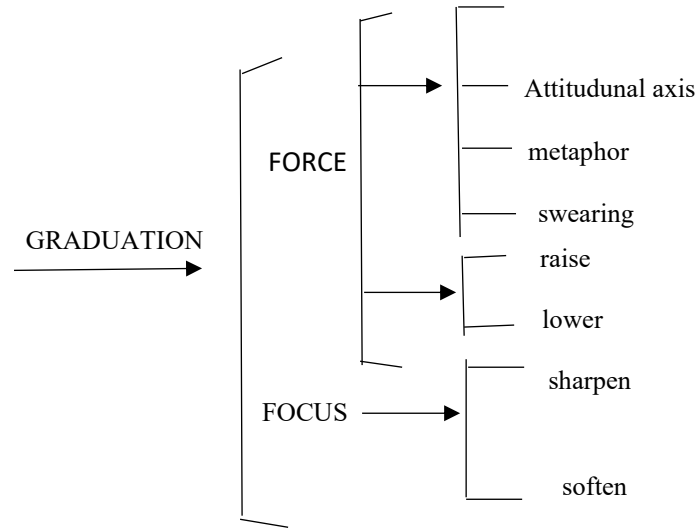 Attitudunal axis
metaphor
FORCE
swearing
GRADUATION
raise
lower
sharpen
FOCUS
soften